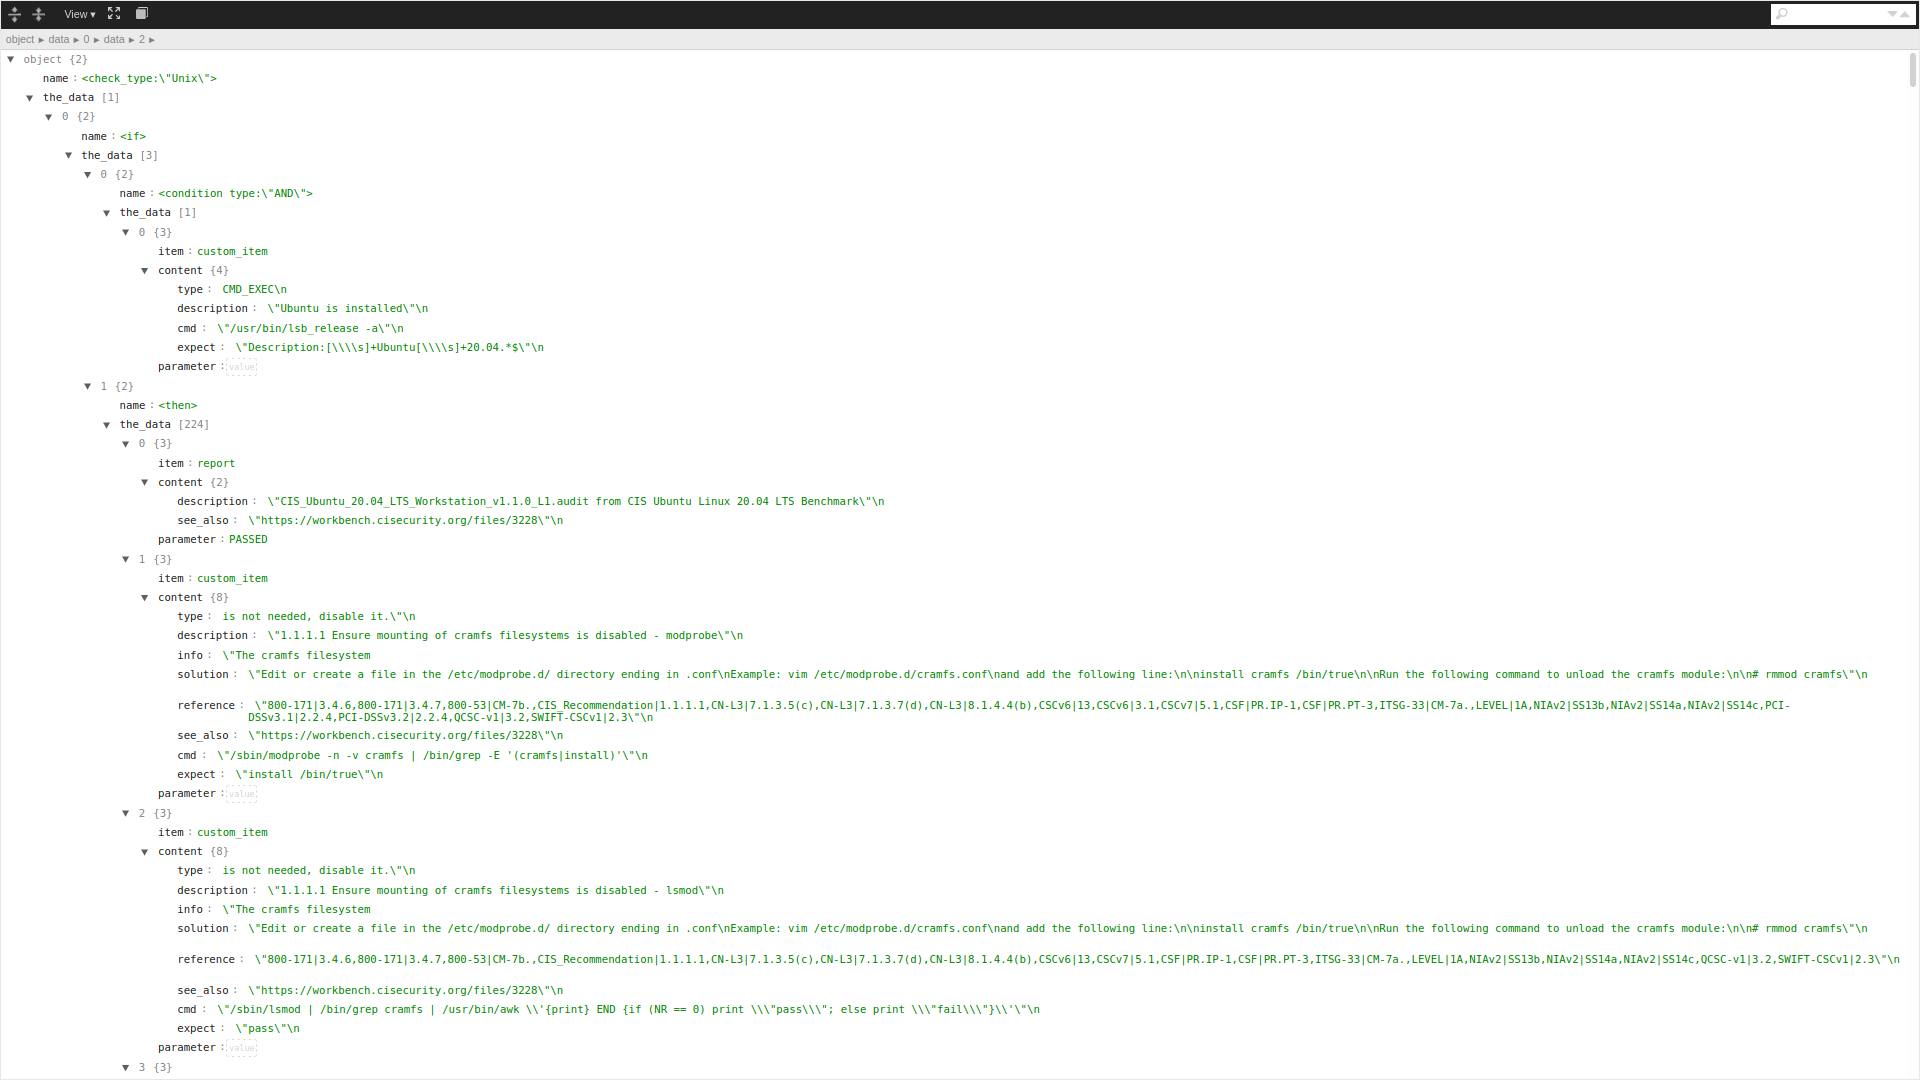 View ▾
object ► data ► 0 ► data ► 2 ►
▼ object {2}
name : <check_type:\"Unix\">
▼ the_data [1]
▼ 0 {2}
name : <if>
▼ the_data [3]
▼ 0 {2}
name : <condition type:\"AND\">
▼ the_data [1]
▼ 0 {3}
item : custom_item
▼ content {4}
type : CMD_EXEC\n
description : \"Ubuntu is installed\"\n
cmd : \"/usr/bin/lsb_release -a\"\n
expect : \"Description:[\\\\s]+Ubuntu[\\\\s]+20.04.*$\"\n
parameter : value
▼ 1 {2}
name : <then>
▼ the_data [224]
▼ 0 {3}
item : report
▼ content {2}
description : \"CIS_Ubuntu_20.04_LTS_Workstation_v1.1.0_L1.audit from CIS Ubuntu Linux 20.04 LTS Benchmark\"\n
see_also : \"https://workbench.cisecurity.org/files/3228\"\n
parameter : PASSED
▼ 1 {3}
item : custom_item
▼ content {8}
type : is not needed, disable it.\"\n
description : \"1.1.1.1 Ensure mounting of cramfs filesystems is disabled - modprobe\"\n
info : \"The cramfs filesystem
solution : \"Edit or create a file in the /etc/modprobe.d/ directory ending in .conf\nExample: vim /etc/modprobe.d/cramfs.conf\nand add the following line:\n\ninstall cramfs /bin/true\n\nRun the following command to unload the cramfs module:\n\n# rmmod cramfs\"\n
reference : \"800-171|3.4.6,800-171|3.4.7,800-53|CM-7b.,CIS_Recommendation|1.1.1.1,CN-L3|7.1.3.5(c),CN-L3|7.1.3.7(d),CN-L3|8.1.4.4(b),CSCv6|13,CSCv6|3.1,CSCv7|5.1,CSF|PR.IP-1,CSF|PR.PT-3,ITSG-33|CM-7a.,LEVEL|1A,NIAv2|SS13b,NIAv2|SS14a,NIAv2|SS14c,PCI-
DSSv3.1|2.2.4,PCI-DSSv3.2|2.2.4,QCSC-v1|3.2,SWIFT-CSCv1|2.3\"\n
see_also : \"https://workbench.cisecurity.org/files/3228\"\n
cmd : \"/sbin/modprobe -n -v cramfs | /bin/grep -E '(cramfs|install)'\"\n
expect : \"install /bin/true\"\n
parameter : value
▼ 2 {3}
item : custom_item
▼ content {8}
type : is not needed, disable it.\"\n
description : \"1.1.1.1 Ensure mounting of cramfs filesystems is disabled - lsmod\"\n
info : \"The cramfs filesystem
solution : \"Edit or create a file in the /etc/modprobe.d/ directory ending in .conf\nExample: vim /etc/modprobe.d/cramfs.conf\nand add the following line:\n\ninstall cramfs /bin/true\n\nRun the following command to unload the cramfs module:\n\n# rmmod cramfs\"\n
reference : \"800-171|3.4.6,800-171|3.4.7,800-53|CM-7b.,CIS_Recommendation|1.1.1.1,CN-L3|7.1.3.5(c),CN-L3|7.1.3.7(d),CN-L3|8.1.4.4(b),CSCv6|13,CSCv7|5.1,CSF|PR.IP-1,CSF|PR.PT-3,ITSG-33|CM-7a.,LEVEL|1A,NIAv2|SS13b,NIAv2|SS14a,NIAv2|SS14c,QCSC-v1|3.2,SWIFT-CSCv1|2.3\"\n
see_also : \"https://workbench.cisecurity.org/files/3228\"\n
cmd : \"/sbin/lsmod | /bin/grep cramfs | /usr/bin/awk \\'{print} END {if (NR == 0) print \\\"pass\\\"; else print \\\"fail\\\"}\\'\"\n
expect : \"pass\"\n
parameter : value
▼ 3 {3}